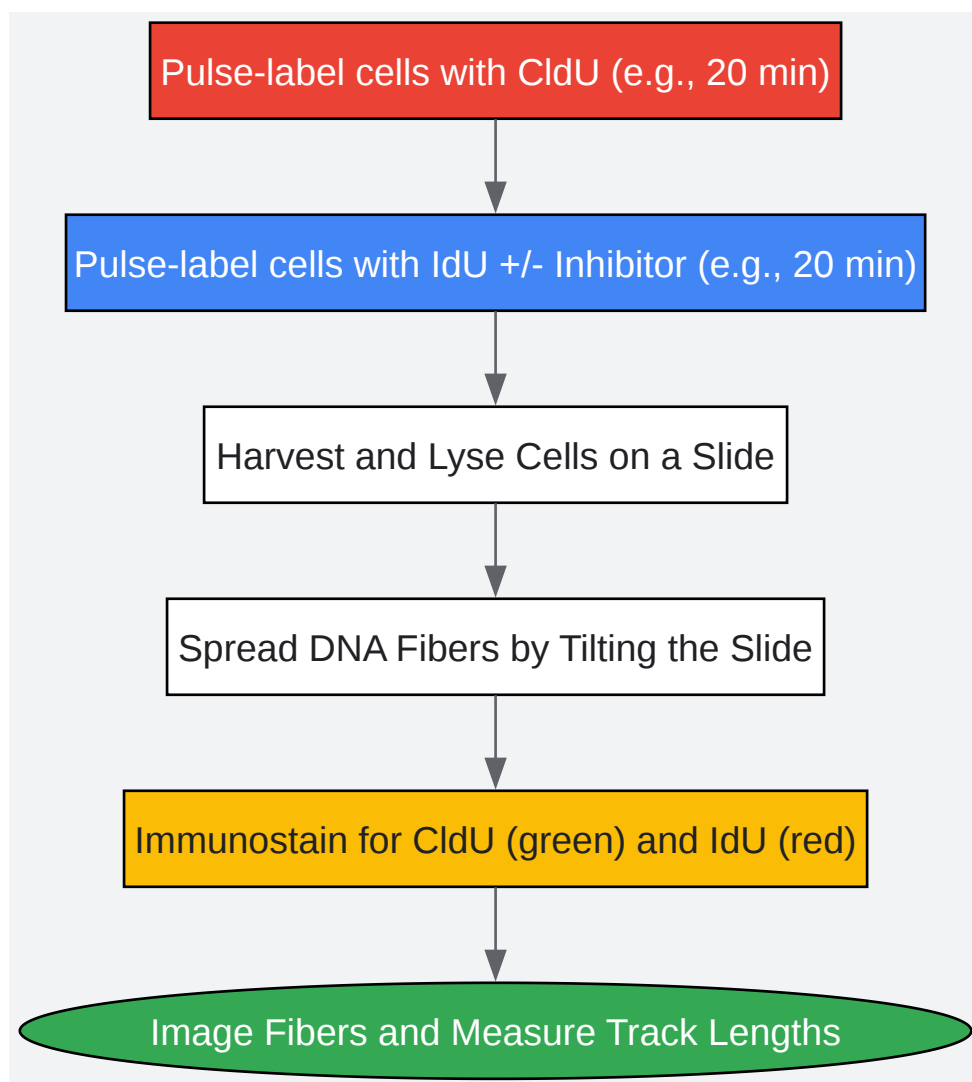 Pulse-label cells with CldU (e.g., 20 min)
Pulse-label cells with IdU +/- Inhibitor (e.g., 20 min)
Harvest and Lyse Cells on a Slide
Spread DNA Fibers by Tilting the Slide
Immunostain for CldU (green) and IdU (red)
Image Fibers and Measure Track Lengths